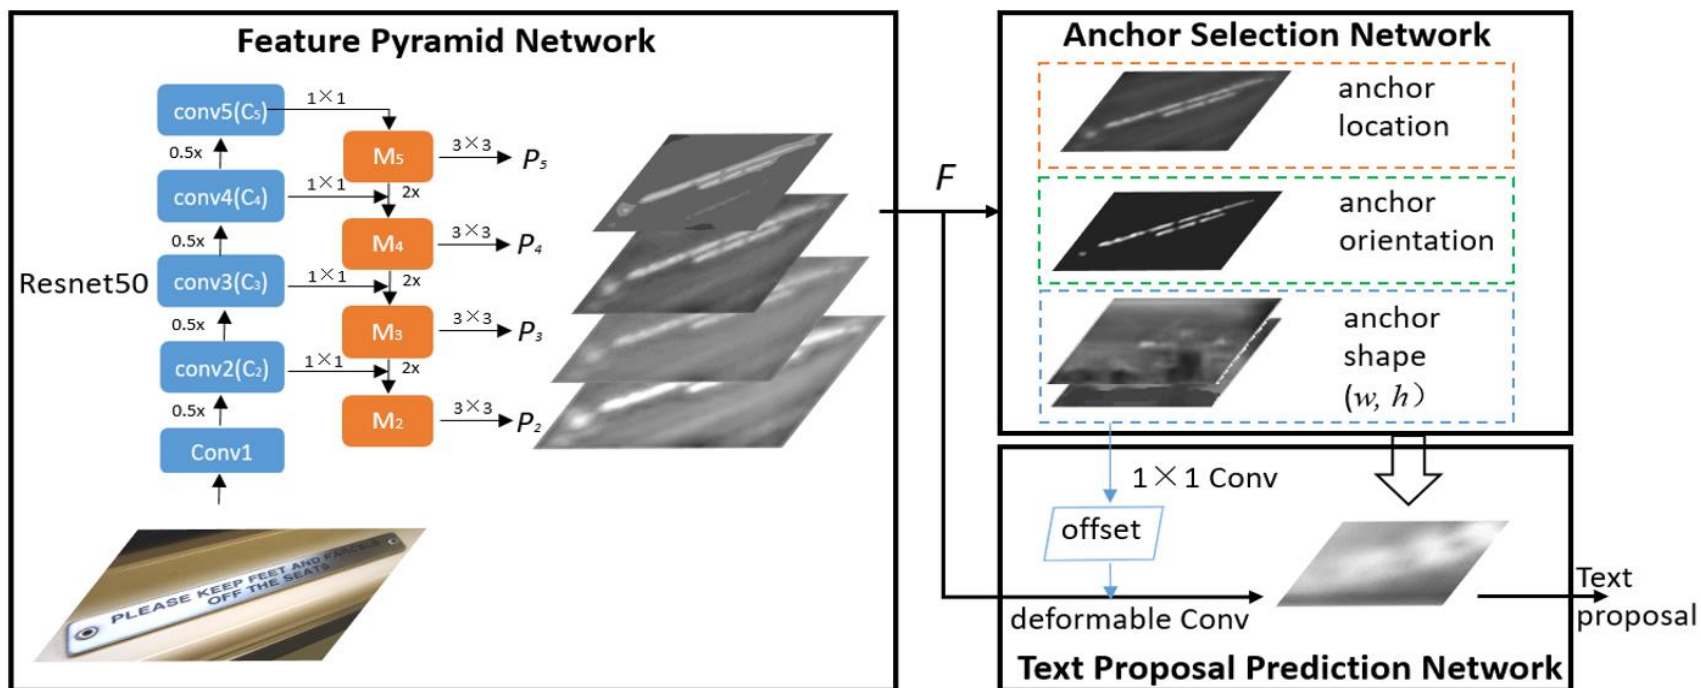 Feature Pyramid Network
conv5(C₅)
1×1
0.5x
M₅
3×3
P₅
conv4(C₄)
1×1
2x
0.5x
M₄
3×3
P₄
Resnet50
conv3(C₃)
1×1
2x
0.5x
M₃
3×3
P₃
conv2(C₂)
1×1
2x
0.5x
M₂
3×3
P₂
Conv1
PLEASE KEEP FEET AND PARCELS
OFF THE SEATS
F
Anchor Selection Network
anchor
location
anchor
orientation
anchor
shape
(w, h）
1×1 Conv
offset
deformable Conv
Text
proposal
Text Proposal Prediction Network